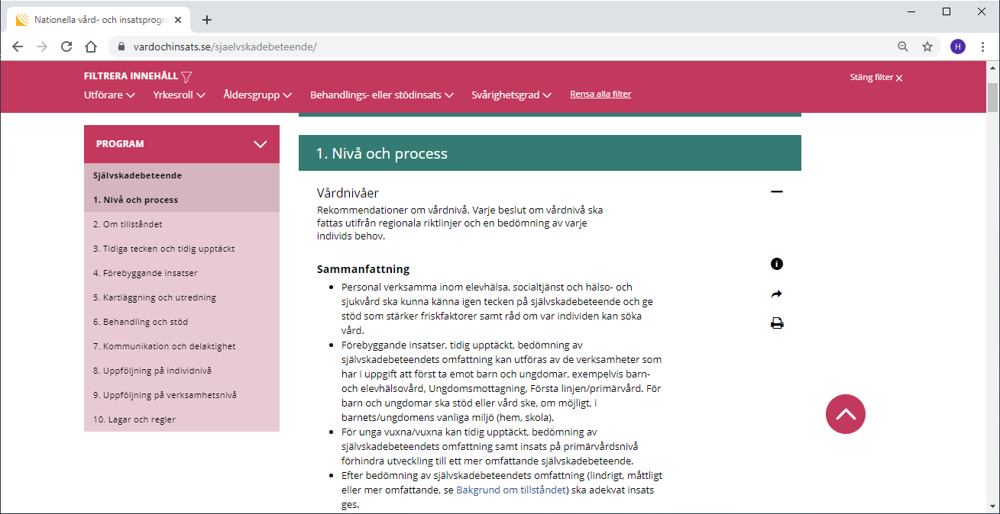 Nationella vård- och insatsprogra
vardochinsats.se/sjaelvskadebeteende/
H
FILTRERA INNEHÅLL
Stäng filter
Utförare Yrkesroll Åldersgrupp Behandlings- eller stödinsats Svårighetsgrad Rensa alla filter
PROGRAM
Självskadebeteende
1. Nivå och process
2. Om tillståndet
3. Tidiga tecken och tidig upptäckt
4. Förebyggande insatser
5. Kartläggning och utredning
6. Behandling och stöd
7. Kommunikation och delaktighet
8. Uppföljning på individnivå
9. Uppföljning på verksamhetsnivå
10. Lagar och regler
1. Nivå och process
Vårdnivåer
Rekommendationer om vårdnivå. Varje beslut om vårdnivå ska
fattas utifrån regionala riktlinjer och en bedömning av varje
individs behov.
Sammanfattning
• Personal verksamma inom elevhälsa, socialtjänst och hälso- och
sjukvård ska kunna känna igen tecken på självskadebeteende och ge
stöd som stärker friskfaktorer samt råd om var individen kan söka
vård.
• Förebyggande insatser, tidig upptäckt, bedömning av
självskadebeteendets omfattning kan utföras av de verksamheter som
har i uppgift att först ta emot barn och ungdomar, exempelvis barn-
och elevhälsovård, Ungdomsmottagning, Första linjen/primärvård. För
barn och ungdomar ska stöd eller vård ske, om möjligt, i
barnets/ungdomens vanliga miljö (hem, skola).
• För unga vuxna/vuxna kan tidig upptäckt, bedömning av
självskadebeteendets omfattning samt insats på primärvårdsnivå
förhindra utveckling till ett mer omfattande självskadebeteende.
• Efter bedömning av självskadebeteendets omfattning (lindrigt, måttligt
eller mer omfattande, se Bakgrund om tillståndet) ska adekvat insats
ges.